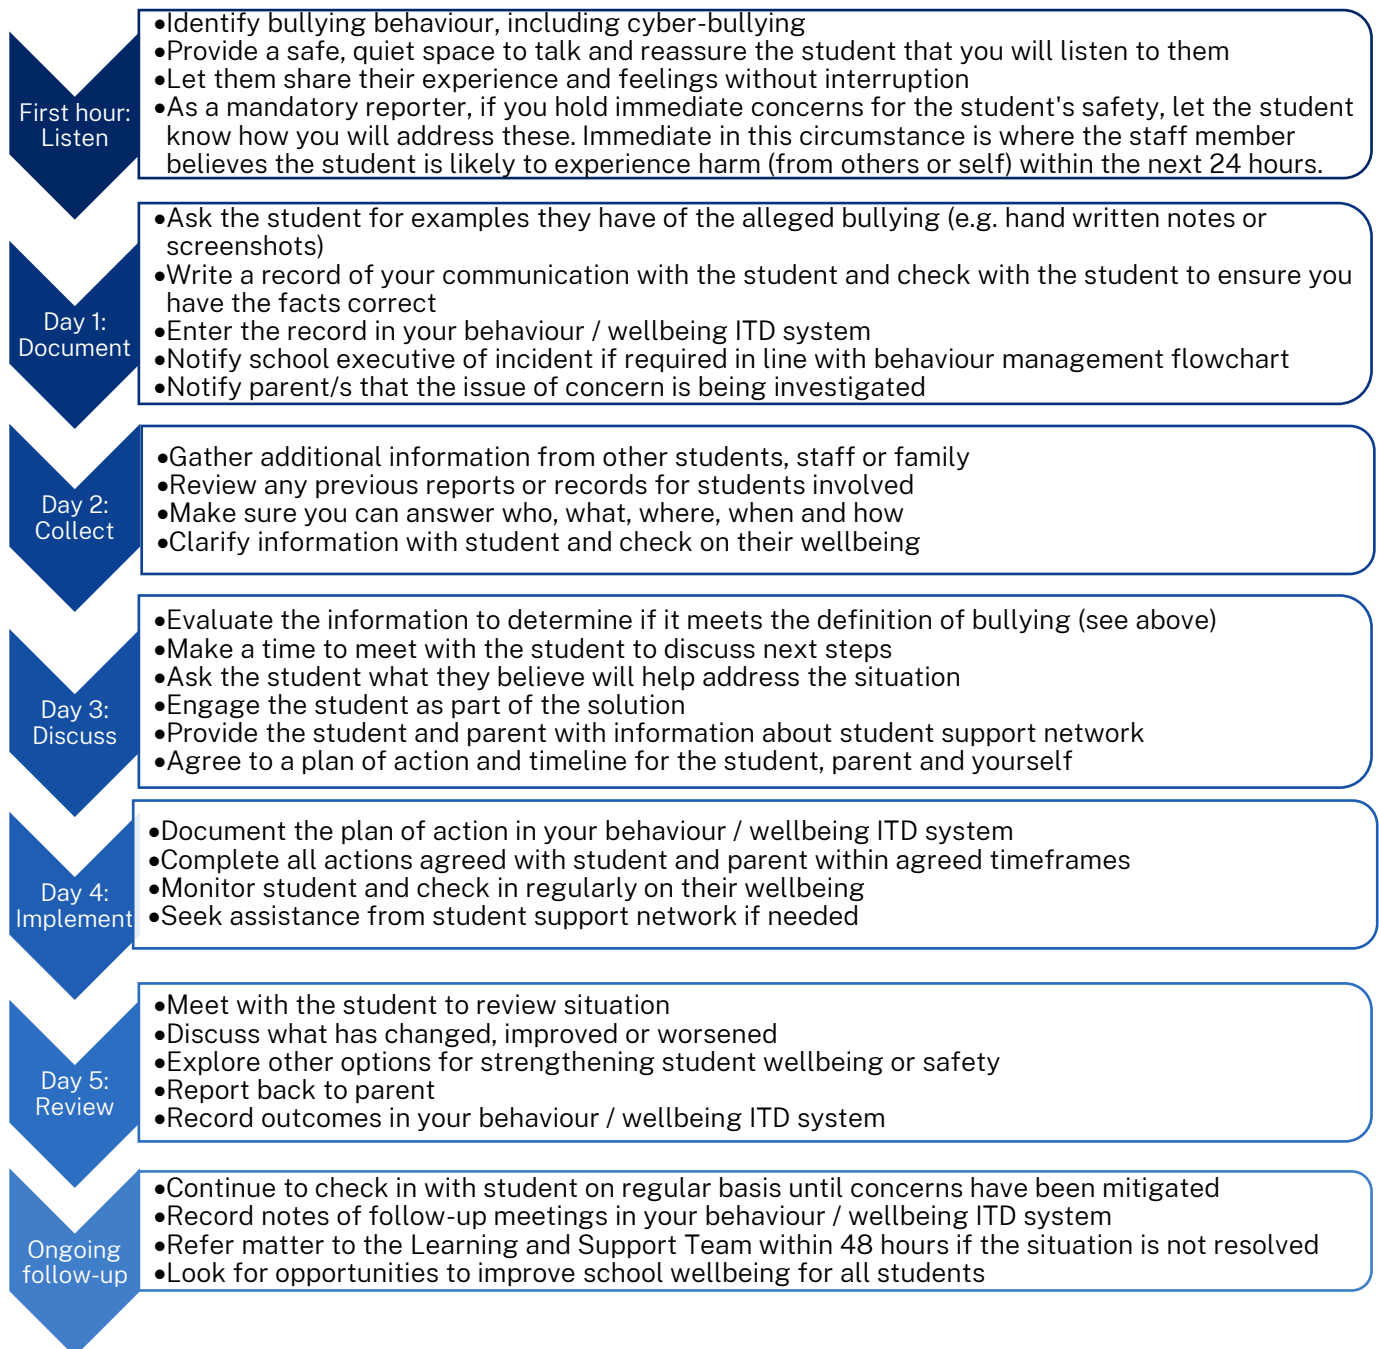 First hour:
Listen
•Identify bullying behaviour, including cyber-bullying
•Provide a safe, quiet space to talk and reassure the student that you will listen to them
•Let them share their experience and feelings without interruption
•As a mandatory reporter, if you hold immediate concerns for the student's safety, let the student
know how you will address these. Immediate in this circumstance is where the staff member
believes the student is likely to experience harm (from others or self) within the next 24 hours.
Day 1:
Document
•Ask the student for examples they have of the alleged bullying (e.g. hand written notes or
screenshots)
•Write a record of your communication with the student and check with the student to ensure you
have the facts correct
•Enter the record in your behaviour / wellbeing ITD system
•Notify school executive of incident if required in line with behaviour management flowchart
•Notify parent/s that the issue of concern is being investigated
Day 2:
Collect
•Gather additional information from other students, staff or family
•Review any previous reports or records for students involved
•Make sure you can answer who, what, where, when and how
•Clarify information with student and check on their wellbeing
Day 3:
Discuss
•Evaluate the information to determine if it meets the definition of bullying (see above)
•Make a time to meet with the student to discuss next steps
•Ask the student what they believe will help address the situation
•Engage the student as part of the solution
•Provide the student and parent with information about student support network
•Agree to a plan of action and timeline for the student, parent and yourself
Day 4:
Implement
•Document the plan of action in your behaviour / wellbeing ITD system
•Complete all actions agreed with student and parent within agreed timeframes
•Monitor student and check in regularly on their wellbeing
•Seek assistance from student support network if needed
Day 5:
Review
•Meet with the student to review situation
•Discuss what has changed, improved or worsened
•Explore other options for strengthening student wellbeing or safety
•Report back to parent
•Record outcomes in your behaviour / wellbeing ITD system
Ongoing
follow-up
•Continue to check in with student on regular basis until concerns have been mitigated
•Record notes of follow-up meetings in your behaviour / wellbeing ITD system
•Refer matter to the Learning and Support Team within 48 hours if the situation is not resolved
•Look for opportunities to improve school wellbeing for all students